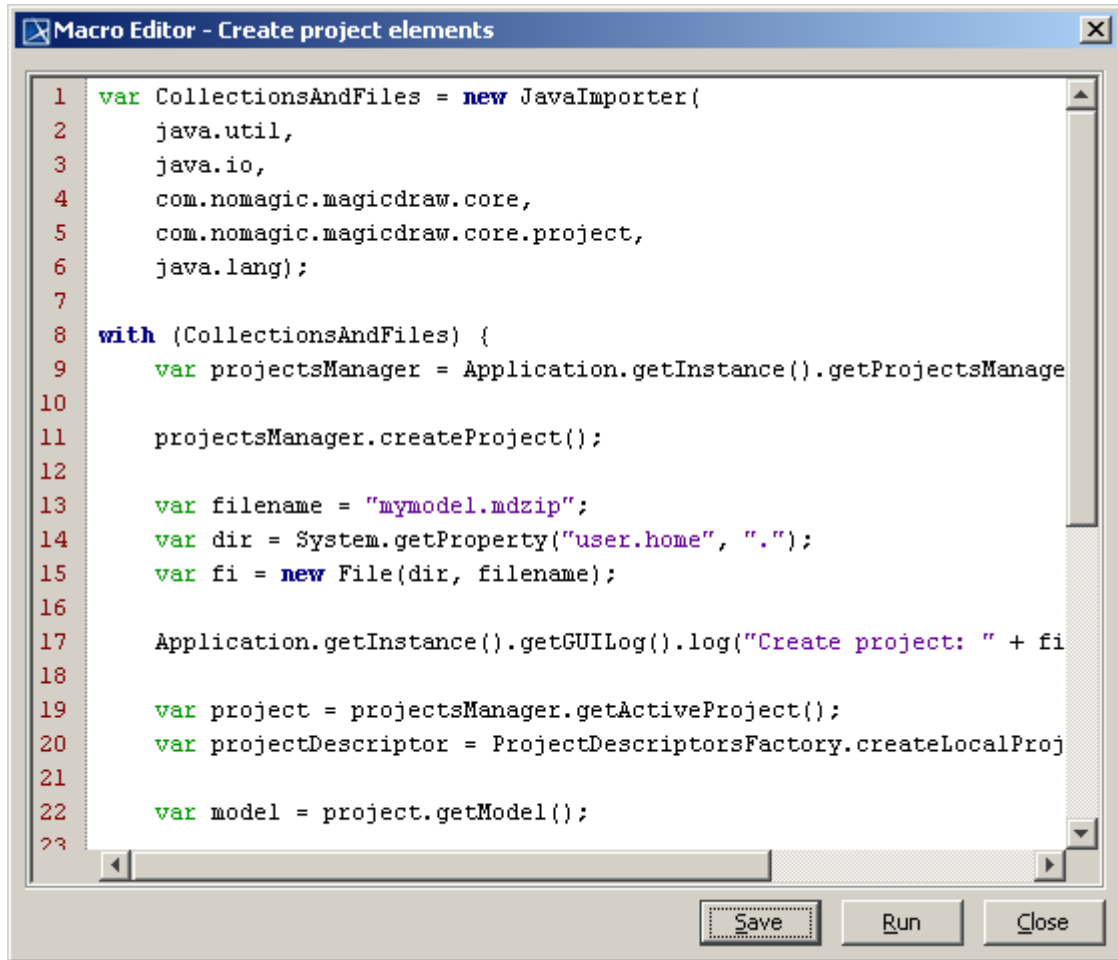 Macro Editor - Create project elements
1 var CollectionsAndFiles = new JavaImporter(
2 java.util,
3 java.io,
4 com.nomagic.magicdraw.core,
5 com.nomagic.magicdraw.core.project,
6 java.lang);
7
8 with (CollectionsAndFiles) {
9 var projectsManager = Application.getInstance().getProjectsManage
10
11 projectsManager.createProject();
12
13 var filename = "mymodel.mdzip";
14 var dir = System.getProperty("user.home", ".");
15 var fi = new File(dir, filename);
16
17 Application.getInstance().getGUILog().log("Create project: " + fi
18
19 var project = projectsManager.getActiveProject();
20 var projectDescriptor = ProjectDescriptorsFactory.createLocalProj
21
22 var model = project.getModel();
23
Save Run Close